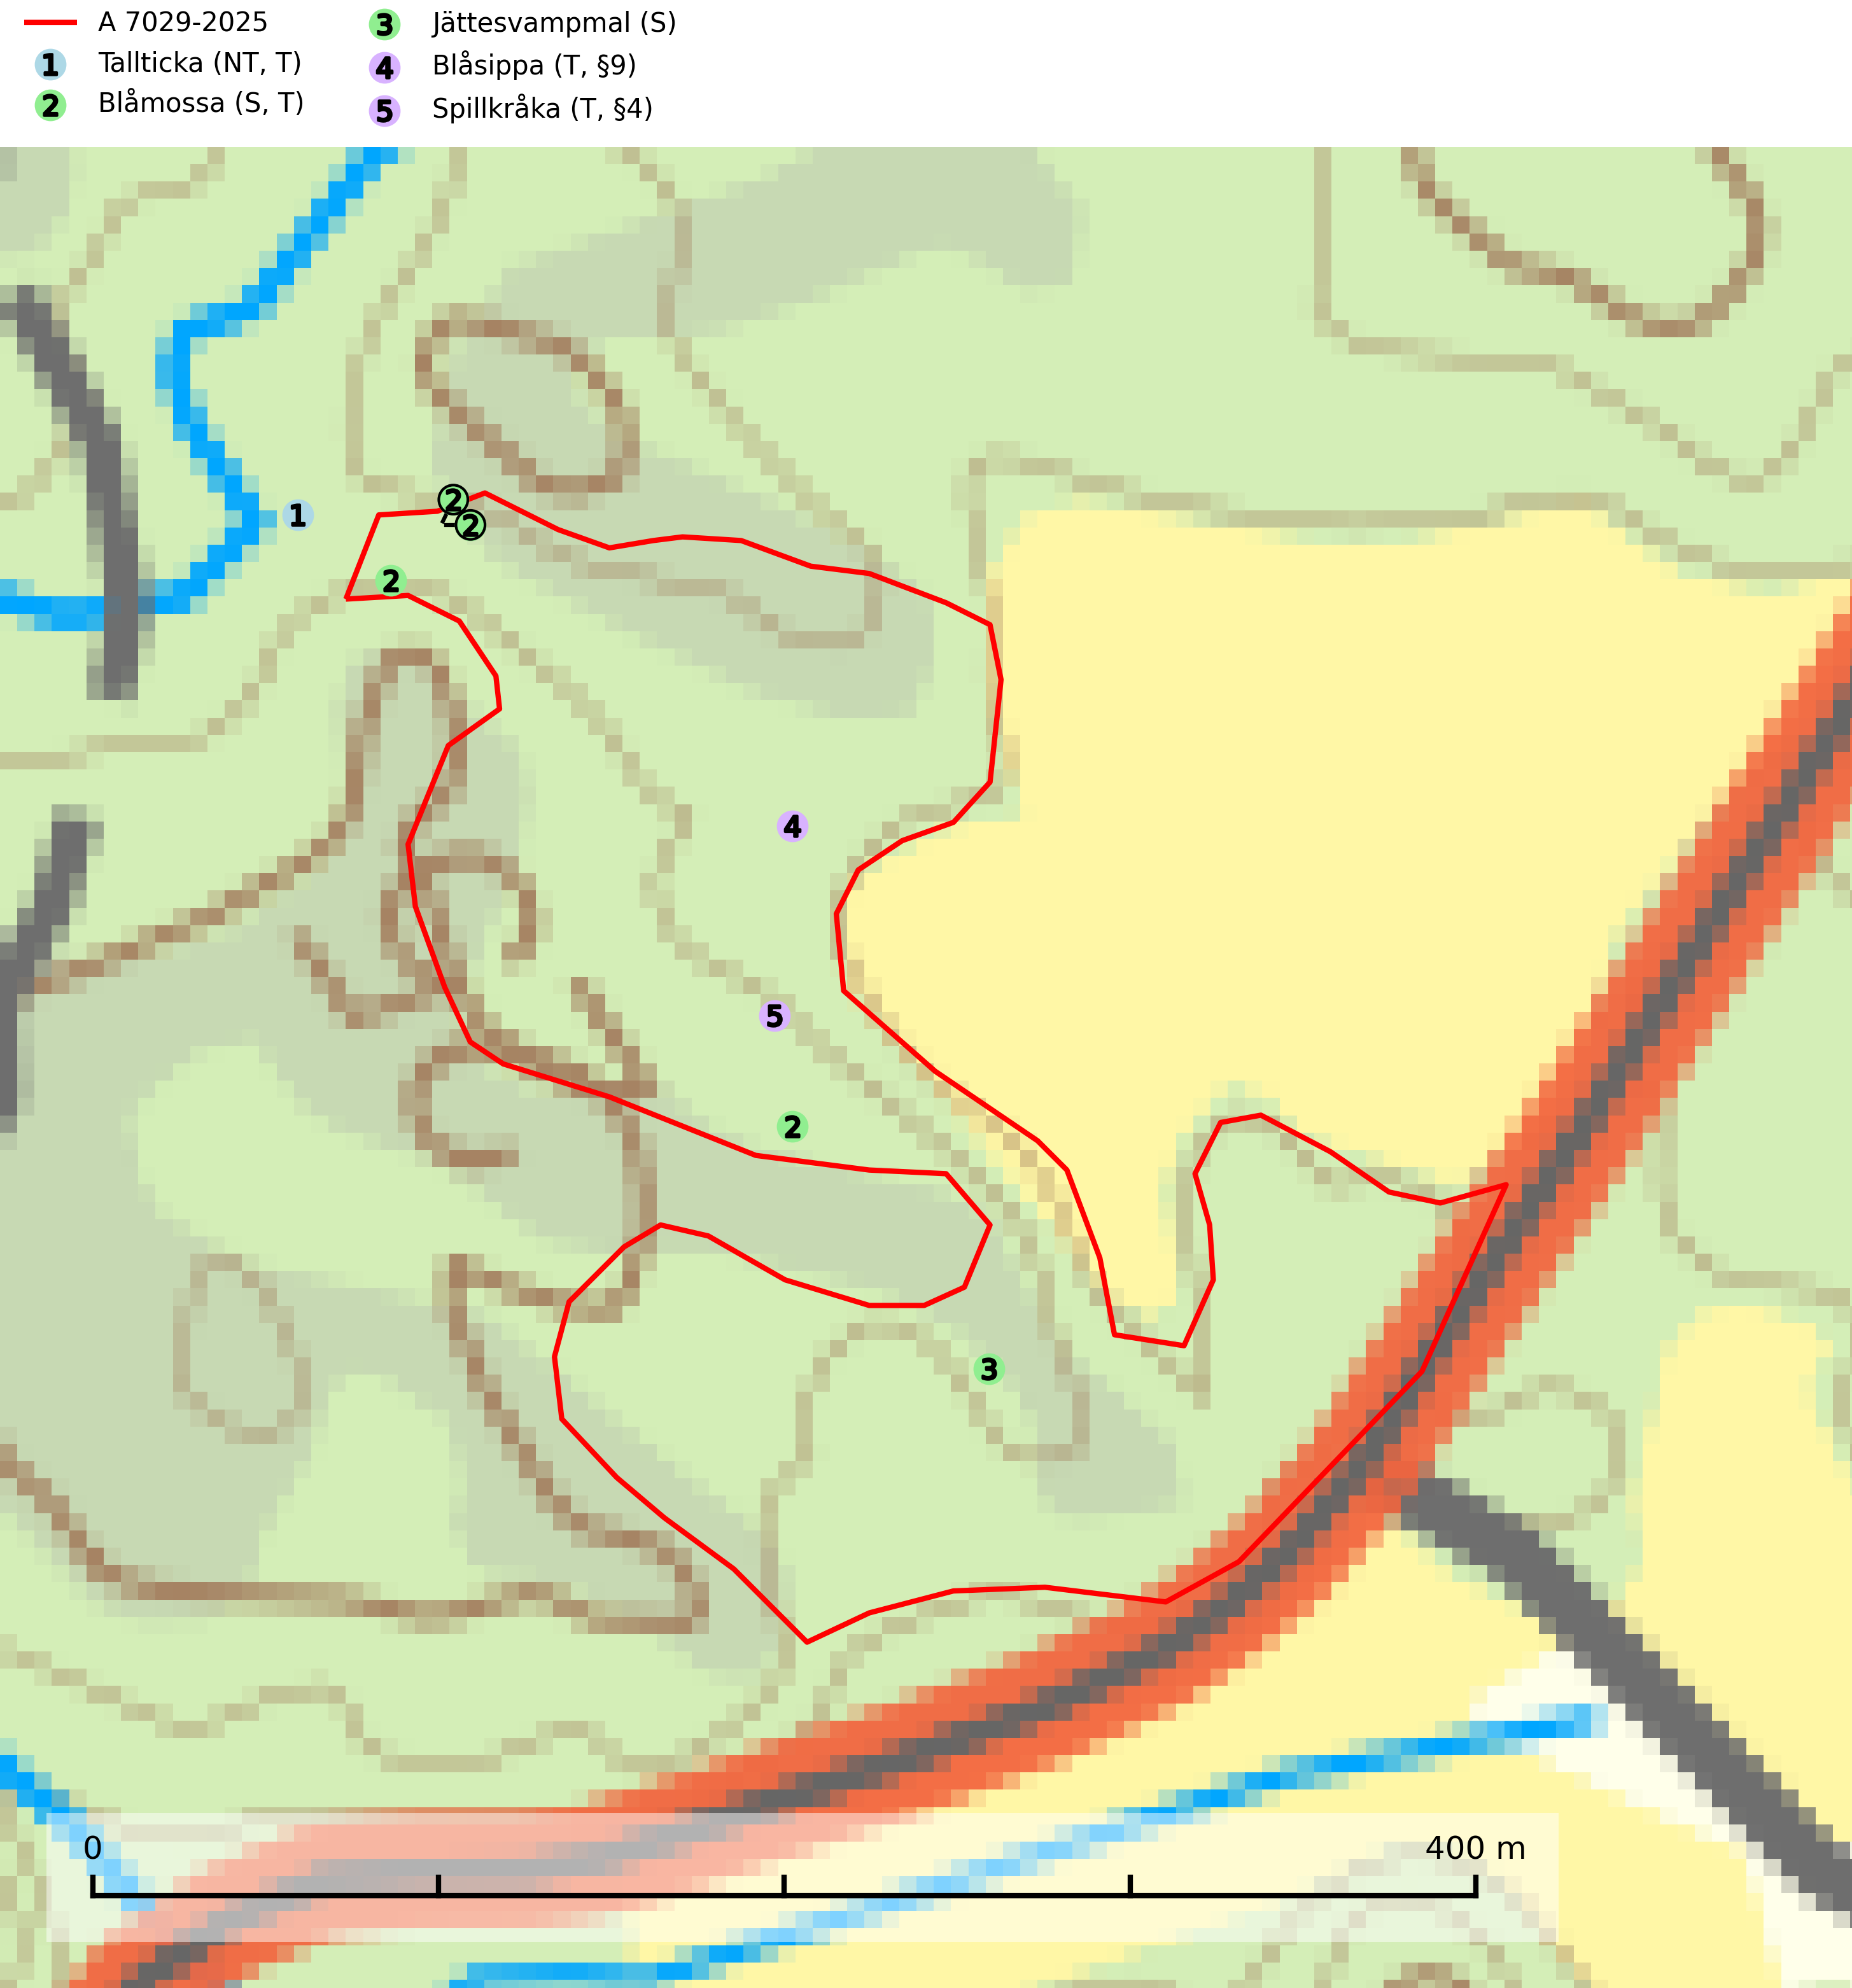 A 7029-2025
1 Tallticka (NT, T)
2 Blåmossa (S, T)
3 Jättesvampmal (S)
4 Blåsippa (T, §9)
5 Spillkråka (T, §4)
2
1
2
2
4
5
2
3
0 400 m